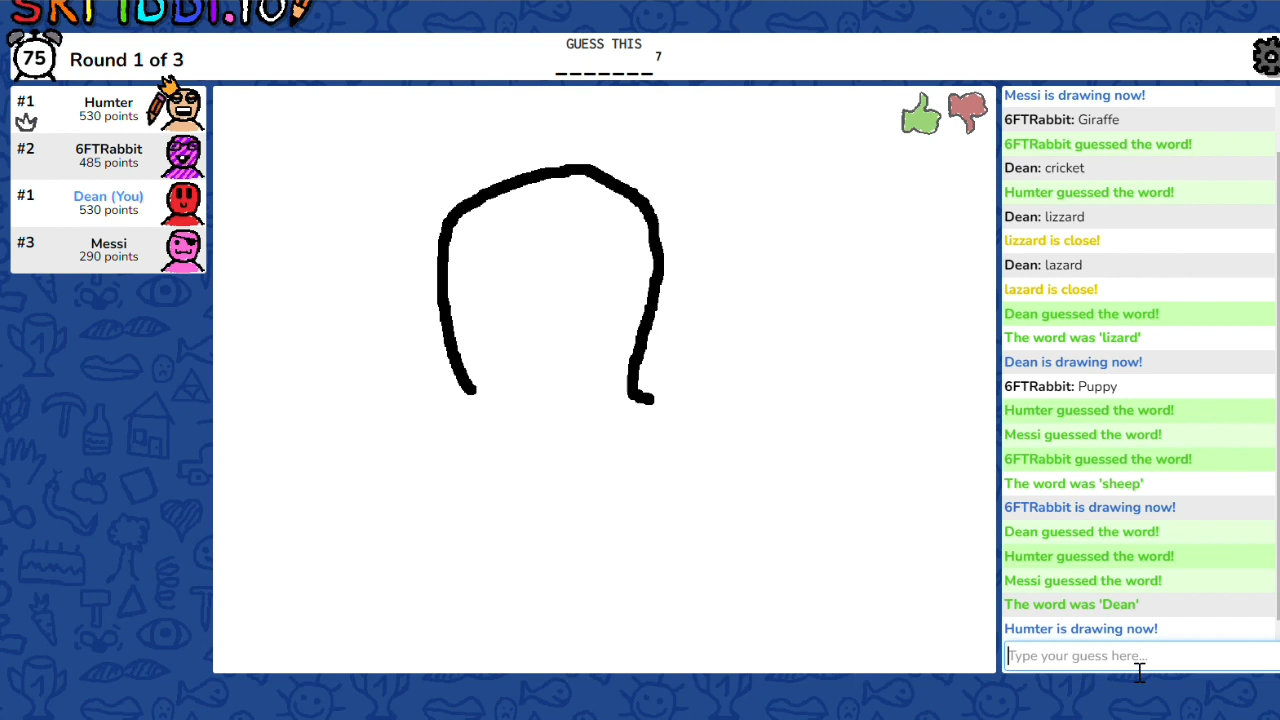 SKRIBBL.IO
75
Round 1 of 3
GUESS THIS
_______ 7
#1
Humter
530 points
#2
6FTRabbit
485 points
#1
Dean (You)
530 points
#3
Messi
290 points
Messi is drawing now!
6FTRabbit: Giraffe
6FTRabbit guessed the word!
Dean: cricket
Humter guessed the word!
Dean: lizzard
lizzard is close!
Dean: lazard
lazard is close!
Dean guessed the word!
The word was 'lizard'
Dean is drawing now!
6FTRabbit: Puppy
Humter guessed the word!
Messi guessed the word!
6FTRabbit guessed the word!
The word was 'sheep'
6FTRabbit is drawing now!
Dean guessed the word!
Humter guessed the word!
Messi guessed the word!
The word was 'Dean'
Humter is drawing now!
Type your guess here...